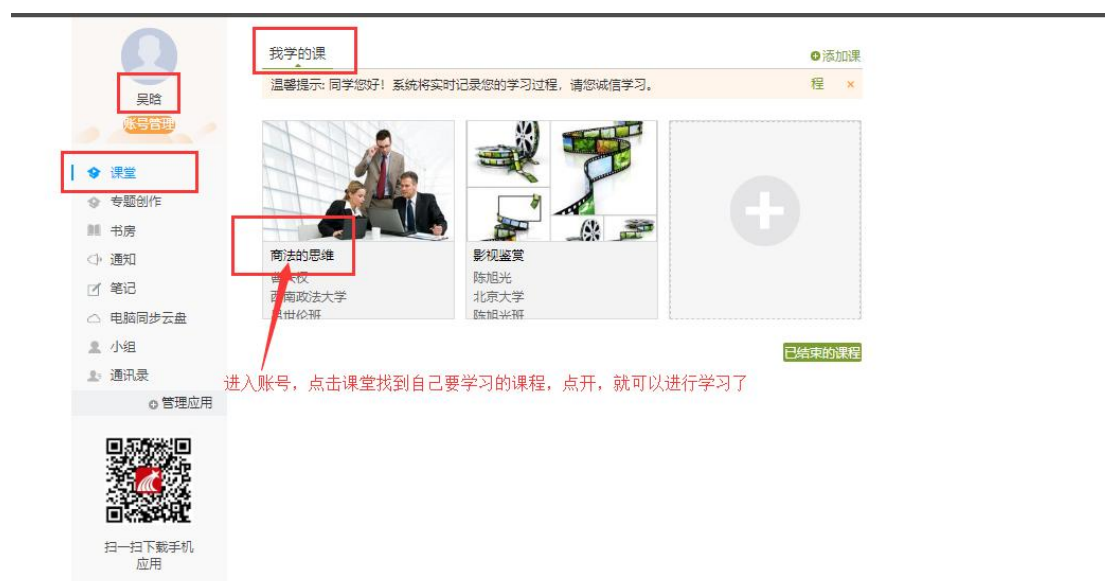 吴晗
账号管理
课堂
专题创作
书房
通知
笔记
电脑同步云盘
小组
通讯录
管理应用
扫一扫下载手机
应用
我学的课
添加课
程 ×
温馨提示: 同学您好！系统将实时记录您的学习过程，请您诚信学习。
商法的思维
西南政法大学
影视鉴赏
陈旭光
北京大学
陈旭光班
已结束的课程
进入账号，点击课堂找到自己要学习的课程，点开，就可以进行学习了